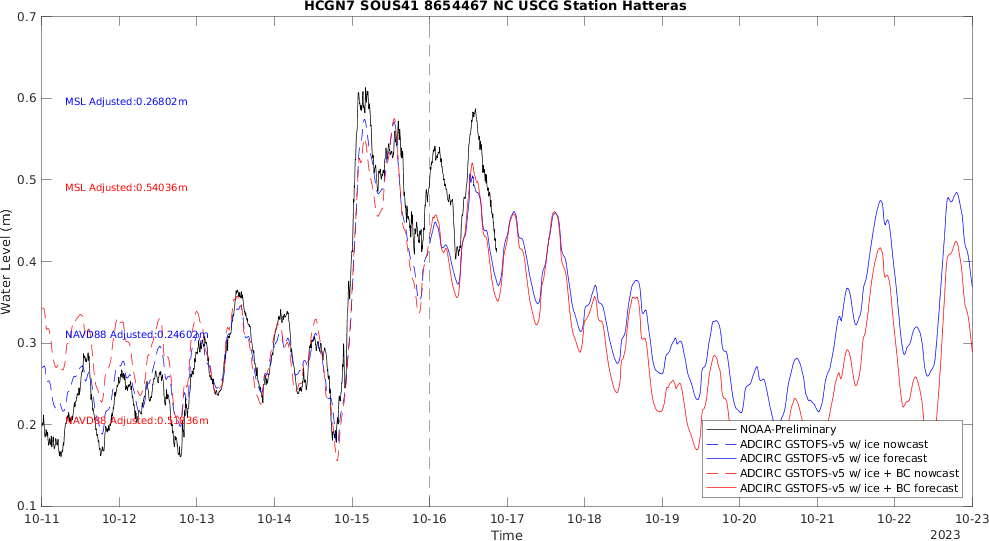 HCGN7 SOUS41 8654467 NC USCG Station Hatteras
Water Level (m)
0.7
0.6
0.5
0.4
0.3
0.2
0.1
MSL Adjusted:0.26802m
MSL Adjusted:0.54036m
NAVD88 Adjusted:0.24602m
NAVD88 Adjusted:0.51836m
NOAA-Preliminary
ADCIRC GSTOFS-v5 w/ ice nowcast
ADCIRC GSTOFS-v5 w/ ice forecast
ADCIRC GSTOFS-v5 w/ ice + BC nowcast
ADCIRC GSTOFS-v5 w/ ice + BC forecast
10-11 10-12 10-13 10-14 10-15 10-16 10-17 10-18 10-19 10-20 10-21 10-22 10-23
Time
2023